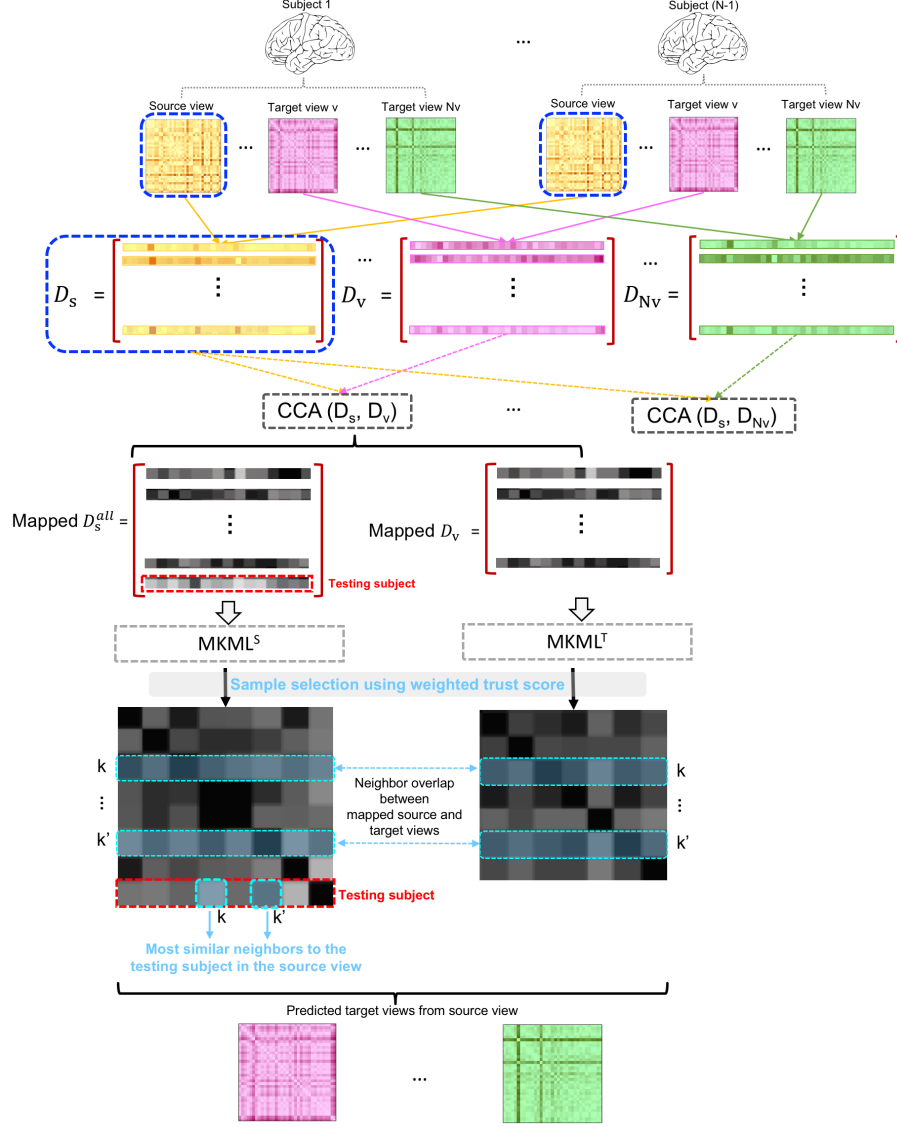 Subject 1
...
Subject (N-1)
Source view
Target view v
Target view Nv
Source view
Target view v
Target view Nv
... ... ... ...
D_s = ... D_v = ... D_Nv =
CCA (D_s, D_v) ... CCA (D_s, D_Nv)
Mapped D_s^all =
Mapped D_v =
Testing subject
MKML^S
MKML^T
Sample selection using weighted trust score
k
k
Neighbor overlap
between
mapped source and
target views
...
...
k'
k'
Testing subject
k
k'
Most similar neighbors to the
testing subject in the source view
Predicted target views from source view
...